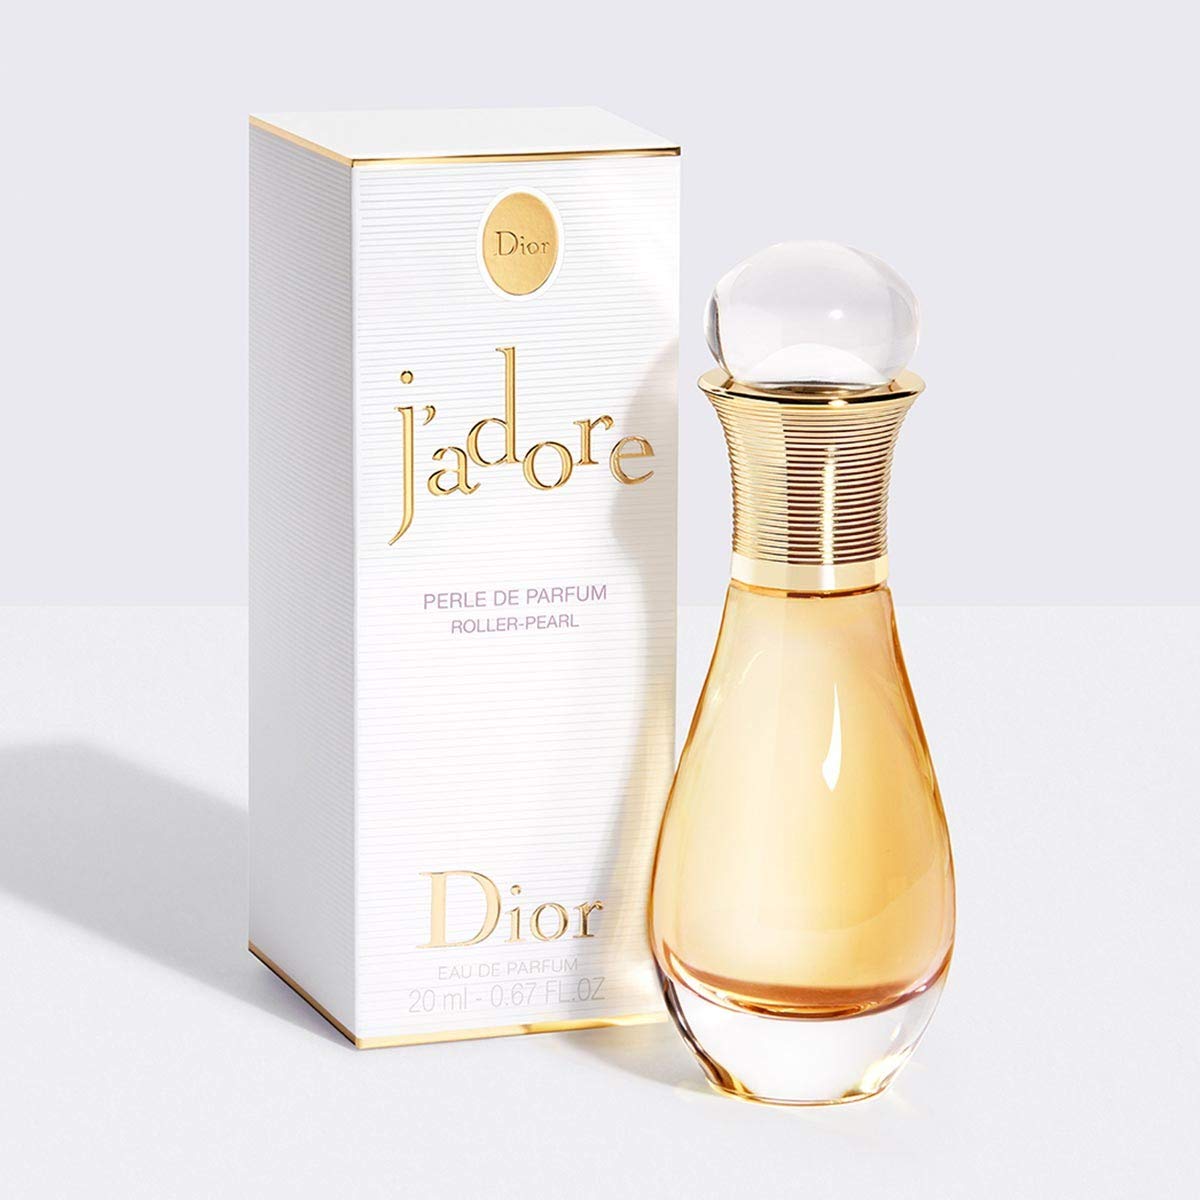 Dior
j'adore
PERLE DE PARFUM
ROLLER-PEARL
Dior
EAU DE PARFUM
20 ml - 0.67 FL.OZ